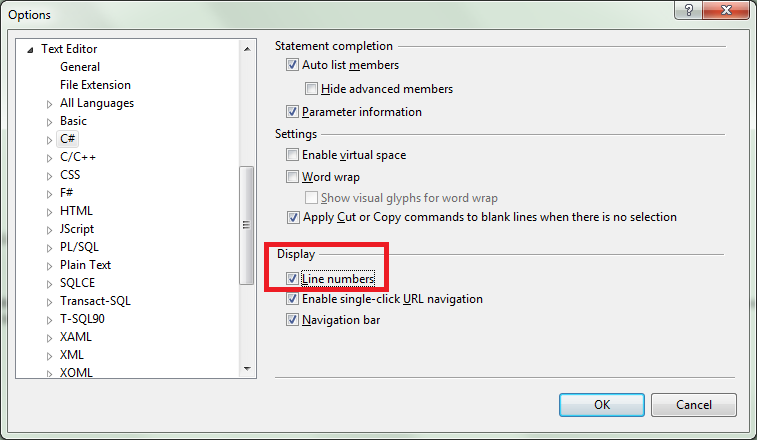 Options
Text Editor
General
File Extension
All Languages
Basic
C#
C/C++
CSS
F#
HTML
JScript
PL/SQL
Plain Text
SQLCE
Transact-SQL
T-SQL90
XAML
XML
XOML
Statement completion
Auto list members
Hide advanced members
Parameter information
Settings
Enable virtual space
Word wrap
Show visual glyphs for word wrap
Apply Cut or Copy commands to blank lines when there is no selection
Display
Line numbers
Enable single-click URL navigation
Navigation bar
OK
Cancel